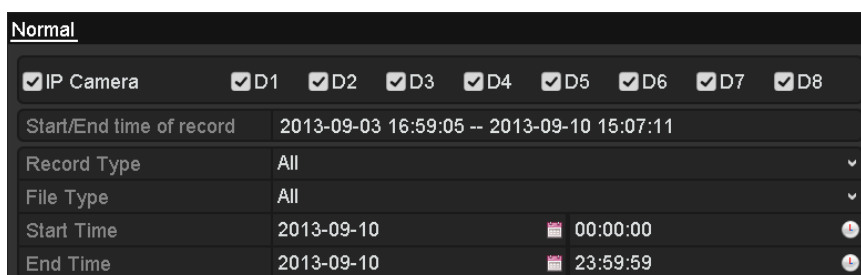 Normal
IP Camera D1 D2 D3 D4 D5 D6 D7 D8
Start/End time of record 2013-09-03 16:59:05 -- 2013-09-10 15:07:11
Record Type All
File Type All
Start Time 2013-09-10 00:00:00
End Time 2013-09-10 23:59:59